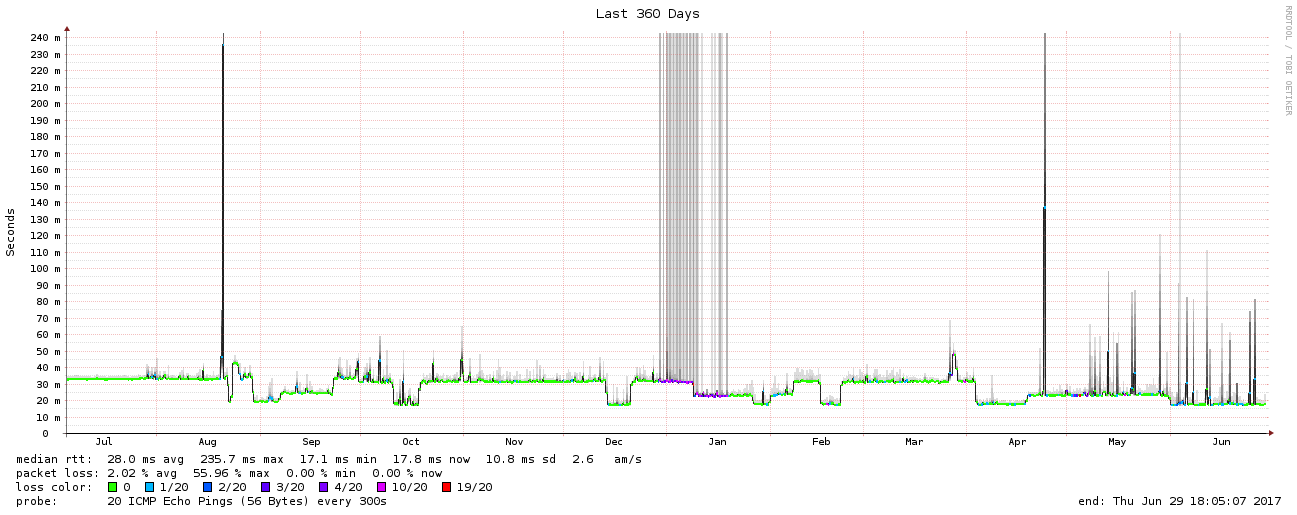 Last 360 Days
RRDTOOL / TOBI OETIKER
Seconds
240 m
230 m
220 m
210 m
200 m
190 m
180 m
170 m
160 m
150 m
140 m
130 m
120 m
110 m
100 m
90 m
80 m
70 m
60 m
50 m
40 m
30 m
20 m
10 m
0
Jul Aug Sep Oct Nov Dec Jan Feb Mar Apr May Jun
median rtt: 28.0 ms avg 235.7 ms max 17.1 ms min 17.8 ms now 10.8 ms sd 2.6 am/s
packet loss: 2.02 % avg 55.96 % max 0.00 % min 0.00 % now
loss color: 0 1/20 2/20 3/20 4/20 10/20 19/20
probe: 20 ICMP Echo Pings (56 Bytes) every 300s end: Thu Jun 29 18:05:07 2017